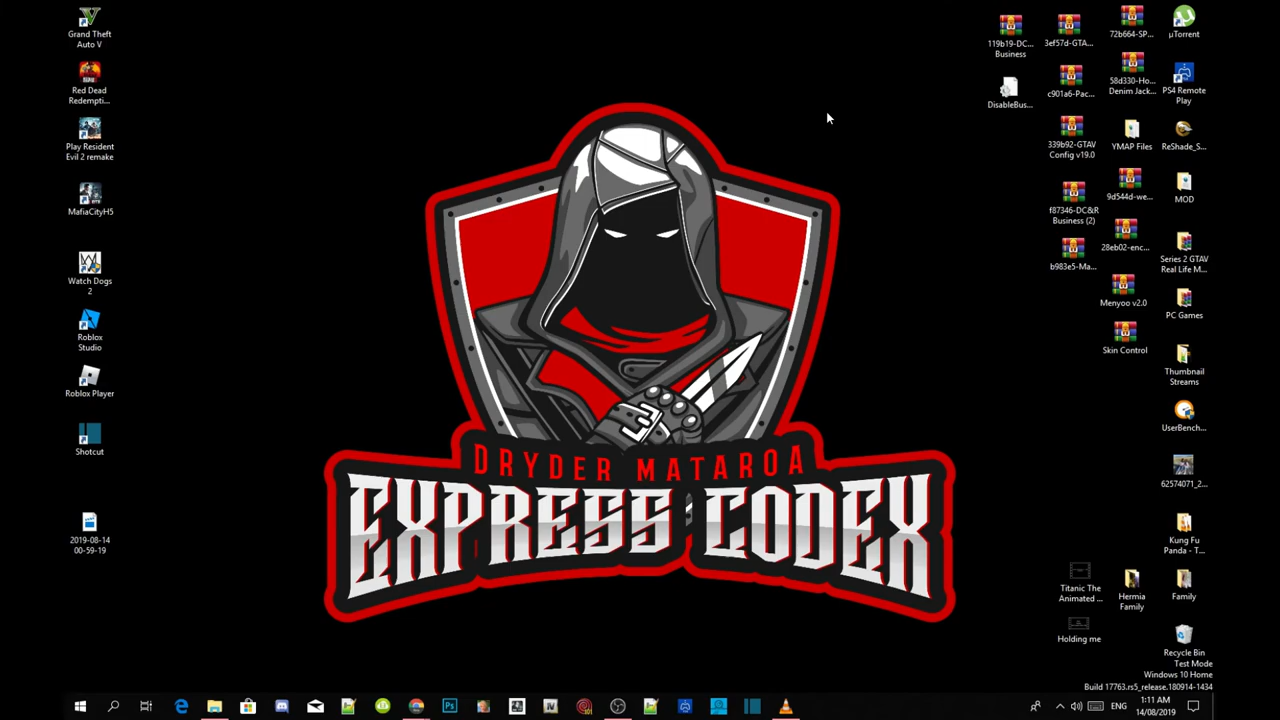 Grand Theft
Auto V
Red Dead
Redempti...
Play Resident
Evil 2 remake
MafiaCityH5
Watch Dogs
2
Roblox
Studio
Roblox Player
Shotcut
2019-08-14
00-59-19
DRYDER MATAROA
EXPRESS CODEX
119b19-DC...
Business
DisableBus...
3ef57d-GTA...
c901a6-Pac...
339b92-GTAV
Config v19.0
f87346-DC&R
Business (2)
b983e5-Ma...
72b664-SP...
58d330-Ho...
Denim Jack...
YMAP Files
9d544d-we...
28eb02-enc...
Menyoo v2.0
Skin Control
µTorrent
PS4 Remote
Play
ReShade_S...
MOD
Series 2 GTAV
Real Life M...
PC Games
Thumbnail
Streams
UserBench...
62574071_2...
Kung Fu
Panda - T...
Titanic The
Animated ...
Hermia
Family
Family
Holding me
Recycle Bin
Test Mode
Windows 10 Home
Build 17763.rs5_release.180914-1434
ENG
1:11 AM
14/08/2019